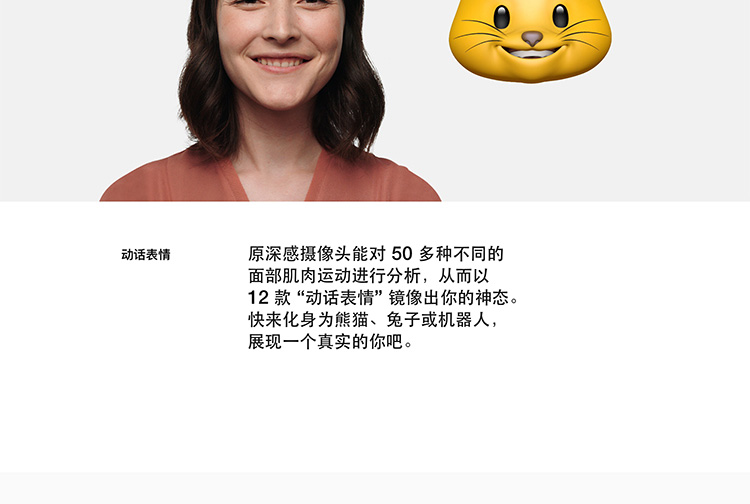 动话表情
原深感摄像头能对 50 多种不同的
面部肌肉运动进行分析，从而以
12 款 “动话表情” 镜像出你的神态。
快来化身为熊猫、兔子或机器人，
展现一个真实的你吧。